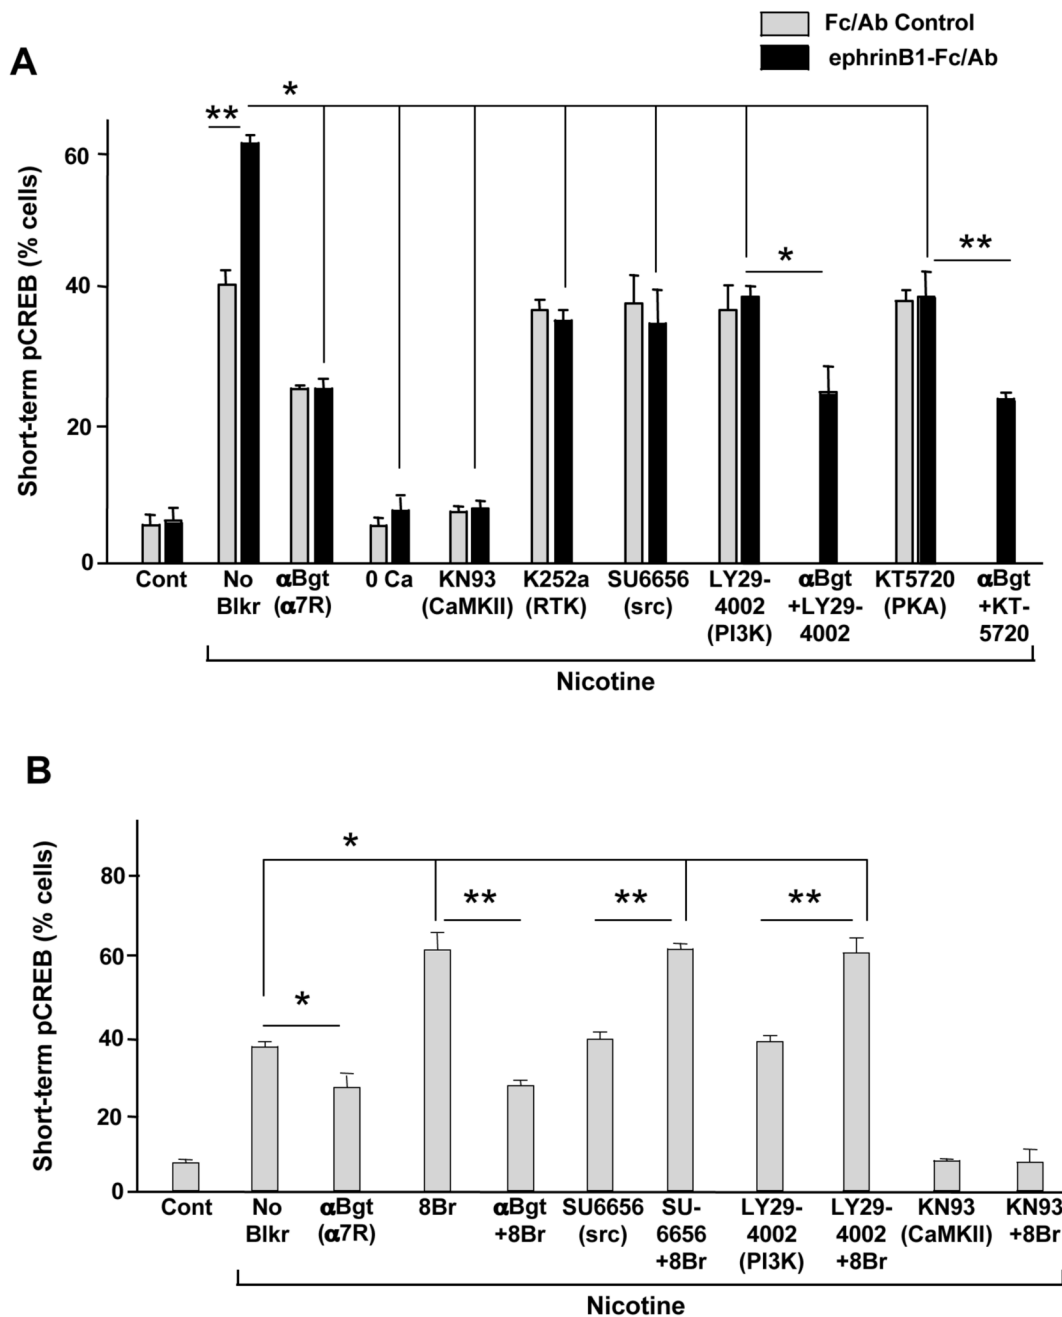 Fc/Ab Control
ephrinB1-Fc/Ab
A
Short-term pCREB (% cells)
60
40
20
0
*
**
*
**
Cont
No
Blkr
αBgt
(α7R)
0 Ca
KN93
(CaMKII)
K252a
(RTK)
SU6656
(src)
LY29-
4002
(PI3K)
αBgt
+LY29-
4002
KT5720
(PKA)
αBgt
+KT-
5720
Nicotine
B
Short-term pCREB (% cells)
80
60
40
20
0
*
*
**
**
**
Cont
No
Blkr
αBgt
(α7R)
8Br
αBgt
+8Br
SU6656
(src)
SU-
6656
+8Br
LY29-
4002
(PI3K)
LY29-
4002
+8Br
KN93
(CaMKII)
KN93
+8Br
Nicotine